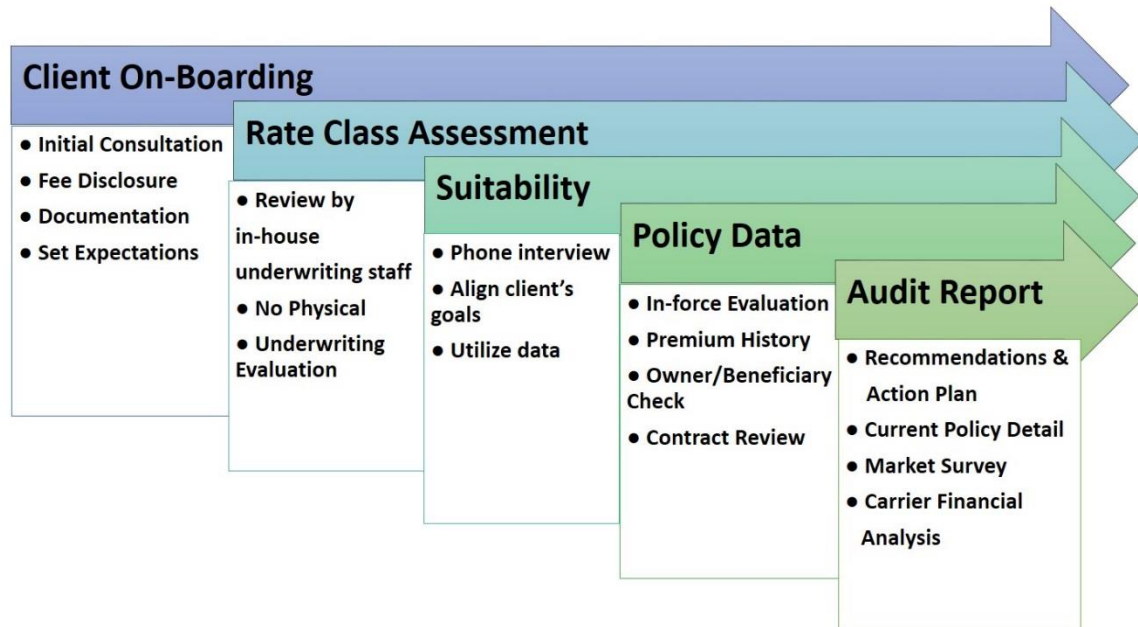 Client On-Boarding
● Initial Consultation
● Fee Disclosure
● Documentation
● Set Expectations
Rate Class Assessment
● Review by
in-house
underwriting staff
● No Physical
● Underwriting
Evaluation
Suitability
● Phone interview
● Align client's
goals
● Utilize data
Policy Data
● In-force Evaluation
● Premium History
● Owner/Beneficiary
Check
● Contract Review
Audit Report
● Recommendations &
Action Plan
● Current Policy Detail
● Market Survey
● Carrier Financial
Analysis